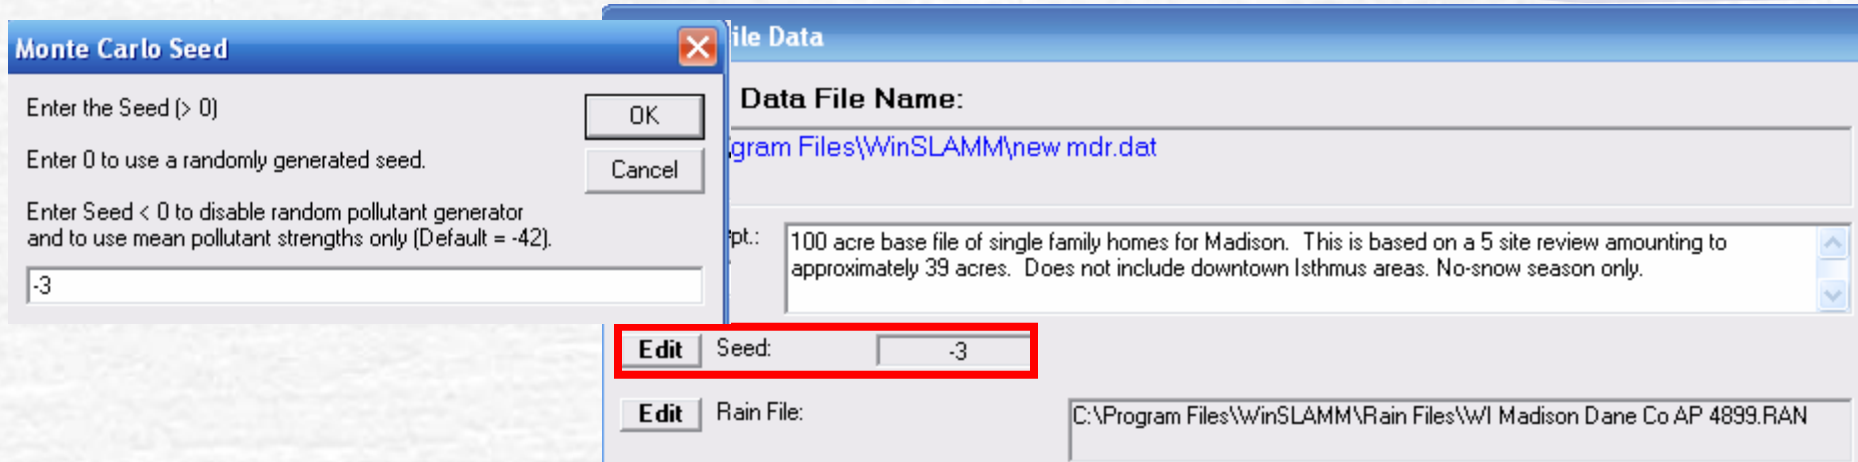 Monte Carlo Seed
Enter the Seed (> 0)
OK
Enter 0 to use a randomly generated seed.
Cancel
Enter Seed < 0 to disable random pollutant generator
and to use mean pollutant strengths only (Default = -42).
-3
ile Data
Data File Name:
gram Files\WinSLAMM\new mdr.dat
pt.:
100 acre base file of single family homes for Madison. This is based on a 5 site review amounting to
approximately 39 acres. Does not include downtown Isthmus areas. No-snow season only.
Edit Seed: -3
Edit Rain File: C:\Program Files\WinSLAMM\Rain Files\WI Madison Dane Co AP 4899.RAN